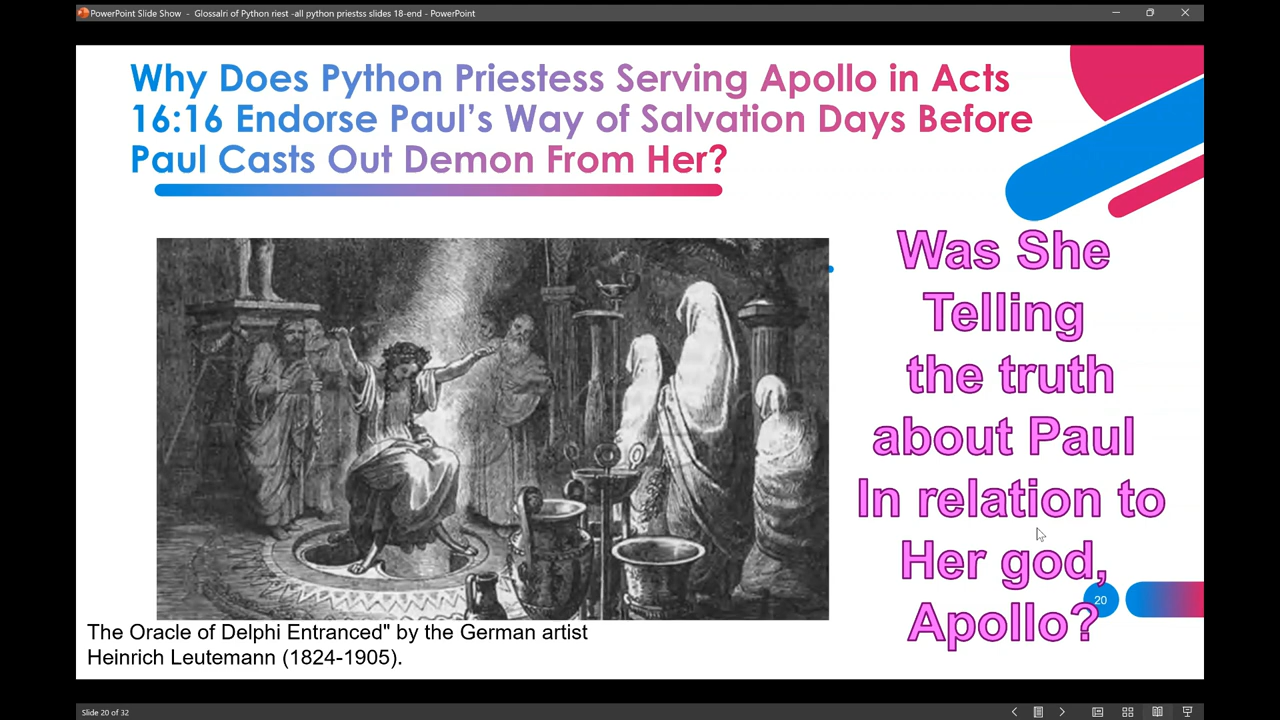 PowerPoint Slide Show - Glossalri of Python riest -all python priestss slides 18-end - PowerPoint
Why Does Python Priestess Serving Apollo in Acts
16:16 Endorse Paul’s Way of Salvation Days Before
Paul Casts Out Demon From Her?
Was She
Telling
the truth
about Paul
In relation to
Her god,
Apollo?
20
The Oracle of Delphi Entranced" by the German artist
Heinrich Leutemann (1824-1905).
Slide 20 of 32